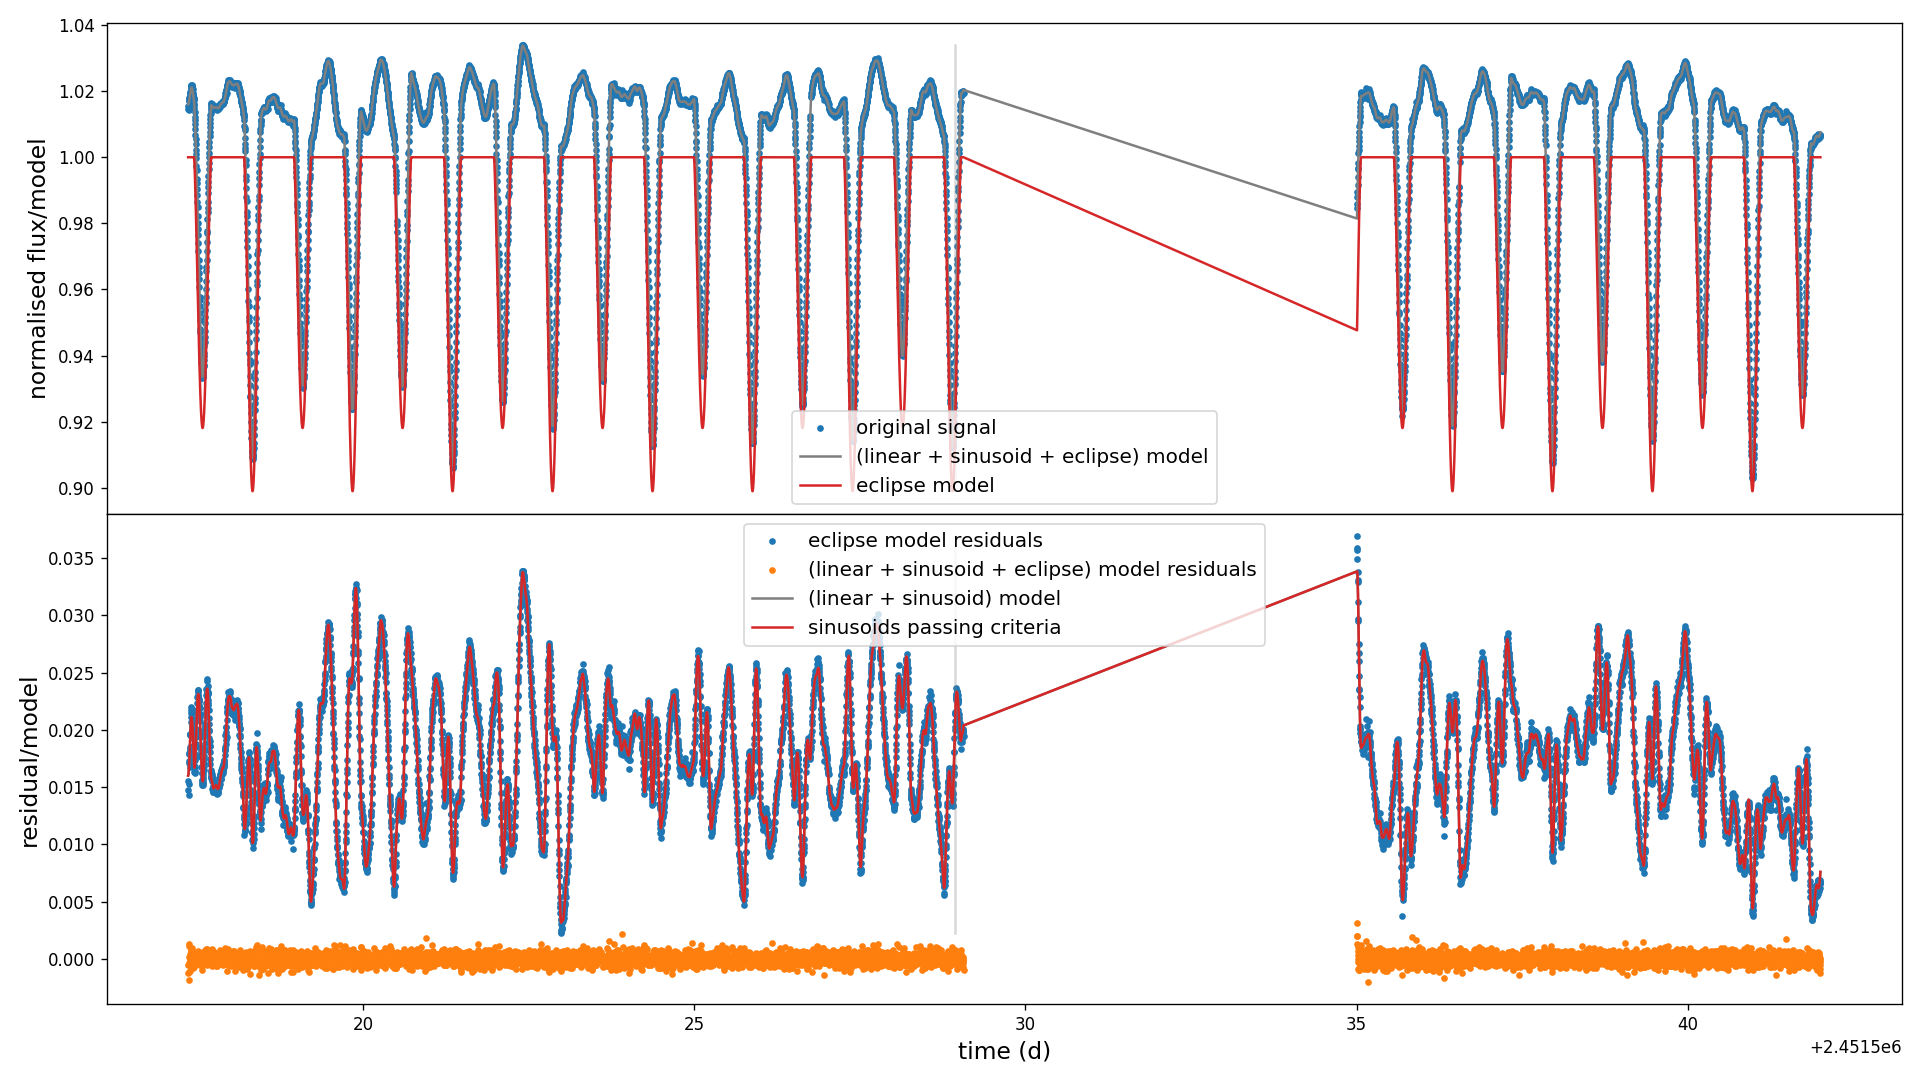 normalised flux/model
1.04
1.02
1.00
0.98
0.96
0.94
0.92
0.90
original signal
(linear + sinusoid + eclipse) model
eclipse model
residual/model
0.035
0.030
0.025
0.020
0.015
0.010
0.005
0.000
eclipse model residuals
(linear + sinusoid + eclipse) model residuals
(linear + sinusoid) model
sinusoids passing criteria
20
25
30
35
40
time (d)
+2.4515e6